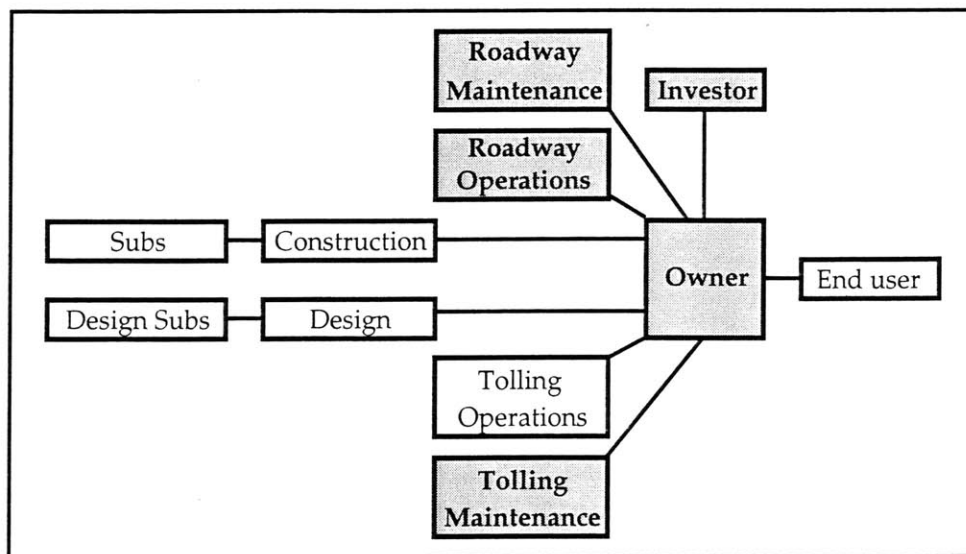 Roadway
Maintenance
Investor
Roadway
Operations
Subs
Construction
Owner
End user
Design Subs
Design
Tolling
Operations
Tolling
Maintenance